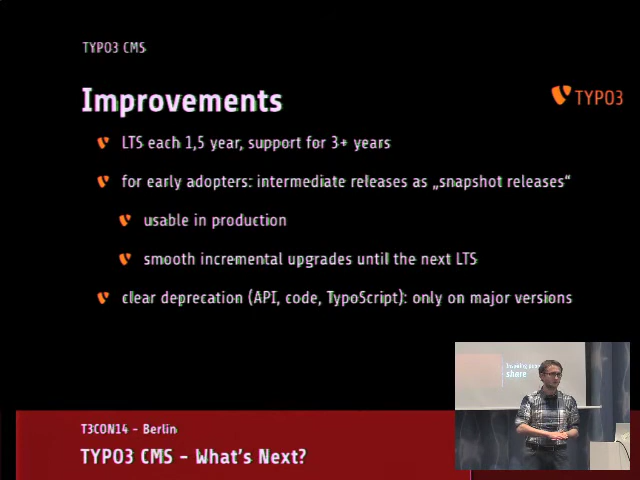 TYPO3 CMS
Improvements
TYPO3
LTS each 1,5 year, support for 3+ years
for early adopters: intermediate releases as „snapshot releases“
usable in production
smooth incremental upgrades until the next LTS
clear deprecation (API, code, TypoScript): only on major versions
share
T3CON14 - Berlin
TYPO3 CMS - What's Next?